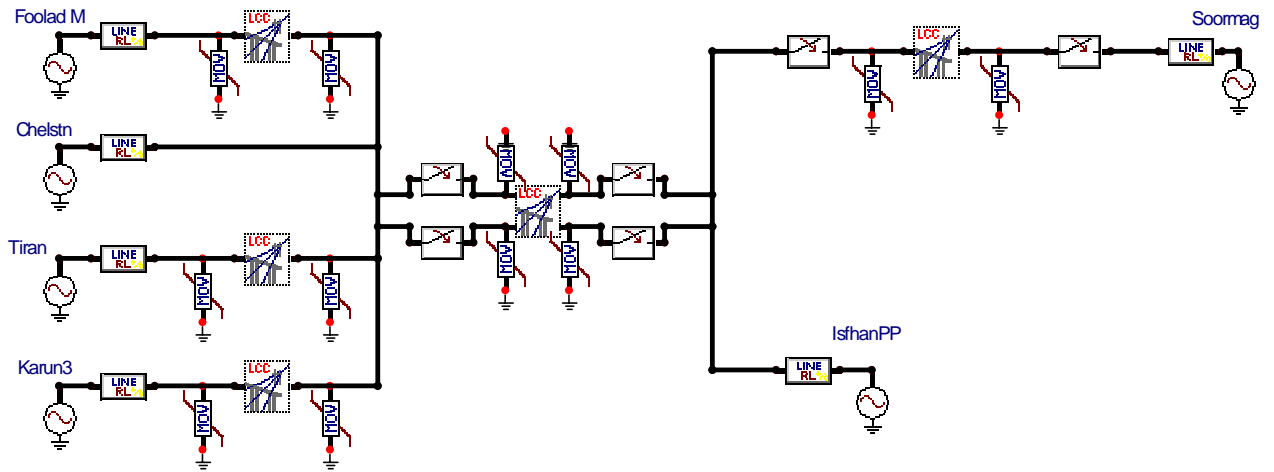 Foolad M
LINE
RL
LCC
MOV
MOV
Soormag
LCC
LINE
RL
MOV
MOV
Chelstn
LINE
RL
MOV
MOV
LCC
MOV
MOV
Tiran
LINE
RL
LCC
MOV
MOV
IsfhanPP
LINE
RL
Karun3
LINE
RL
LCC
MOV
MOV